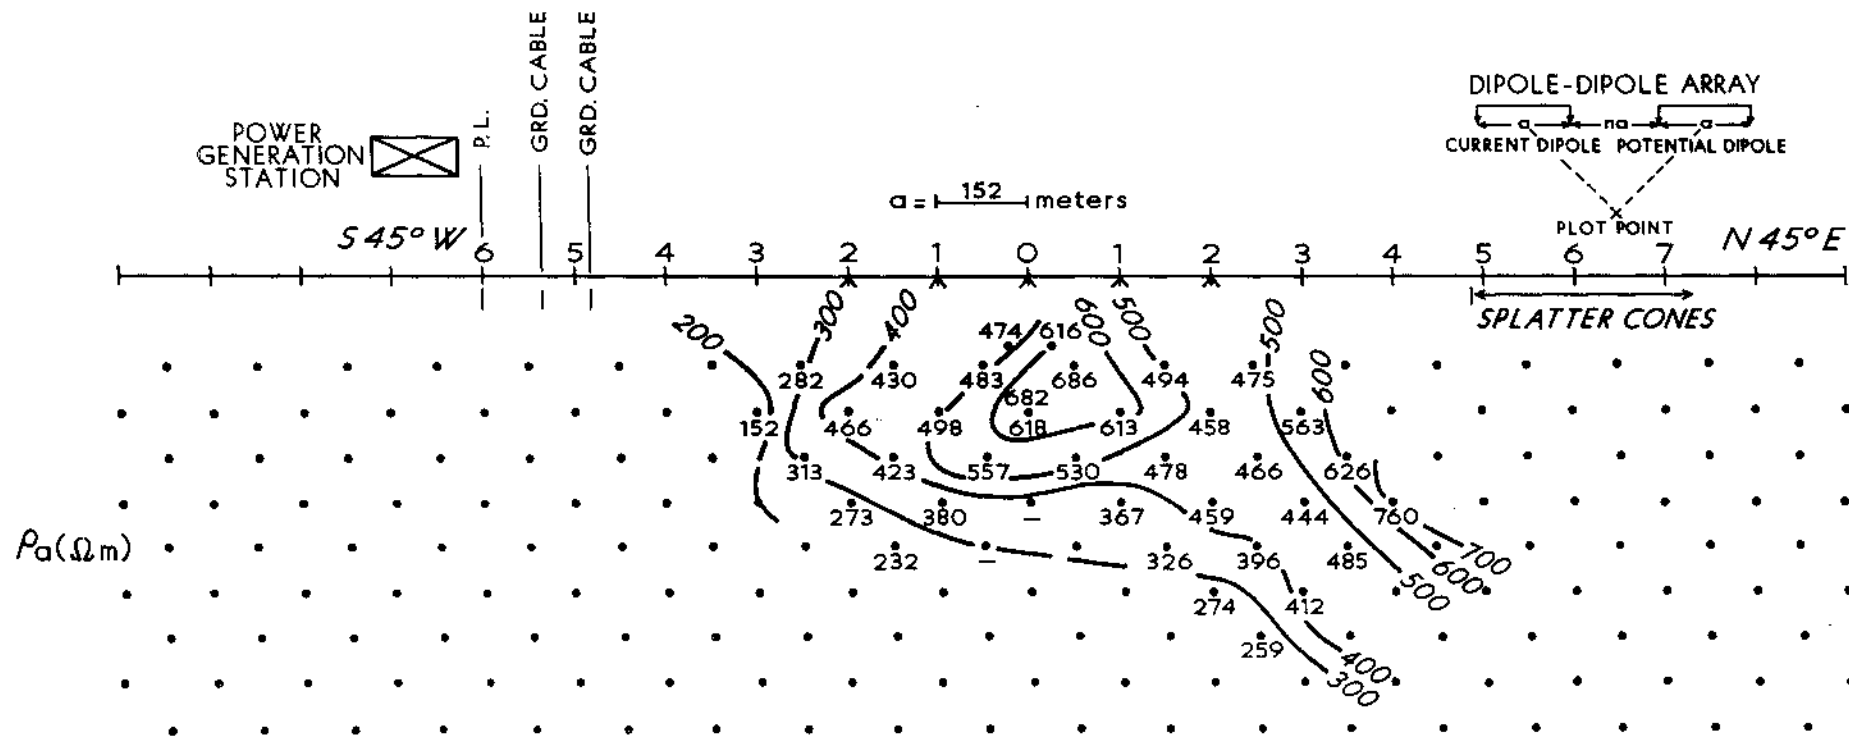 P.L.
GRD. CABLE
GRD. CABLE
POWER
GENERATION
STATION
DIPOLE-DIPOLE ARRAY
a na a
CURRENT DIPOLE POTENTIAL DIPOLE
PLOT POINT
a = 152 meters
S 45° W 6 5 4 3 2 1 0 1 2 3 4 5 6 7 N 45° E
SPLATTER CONES
200 300 400 600 500 500 600
474 616
282 430 483 686 494 475
682
152 466 498 618 613 458 563
313 423 557 530 478 466 626
273 380 – 367 459 444 760
ρa (Ωm)
232 – 326 396 485 700
600
500
274 412
259
400
300